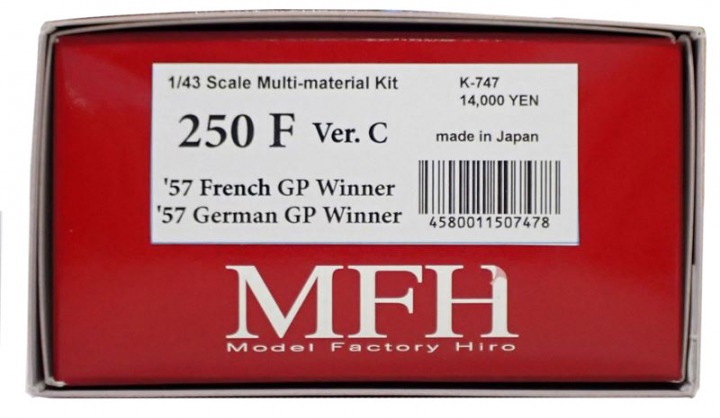 1/43 Scale Multi-material Kit
K-747
14,000 YEN
250 F Ver. C
made in Japan
'57 French GP Winner
'57 German GP Winner
4580011507478
MFH
Model Factory Hiro